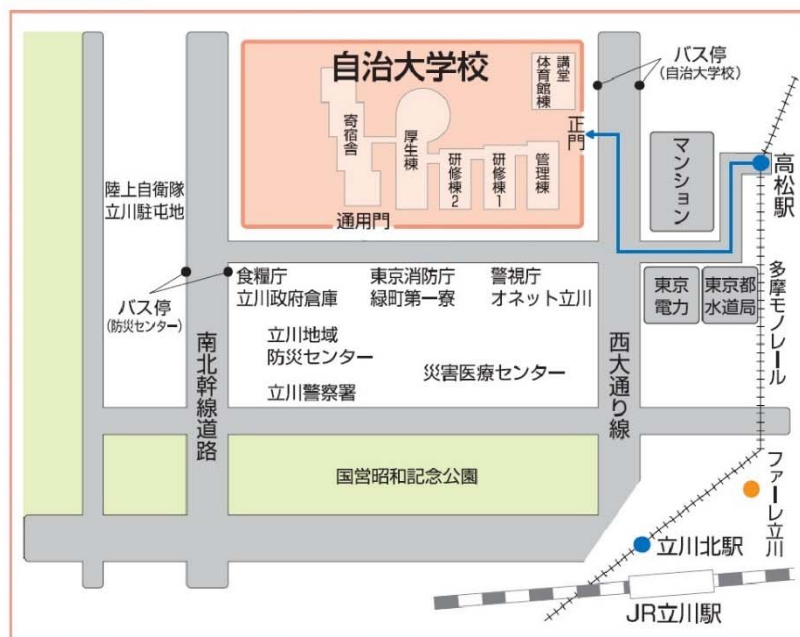 自治大学校
講堂
体育館棟
バス停
(自治大学校)
正門
寄宿舎
厚生棟
研修棟2
研修棟1
管理棟
マンション
高松駅
陸上自衛隊
立川駐屯地
通用門
食糧庁
立川政府倉庫
東京消防庁
緑町第一寮
警視庁
オネット立川
東京
電力
東京都
水道局
多摩モノレール
バス停
(防災センター)
立川地域
防災センター
災害医療センター
立川警察署
南北幹線道路
西大通り線
国営昭和記念公園
ファーレ立川
立川北駅
JR立川駅